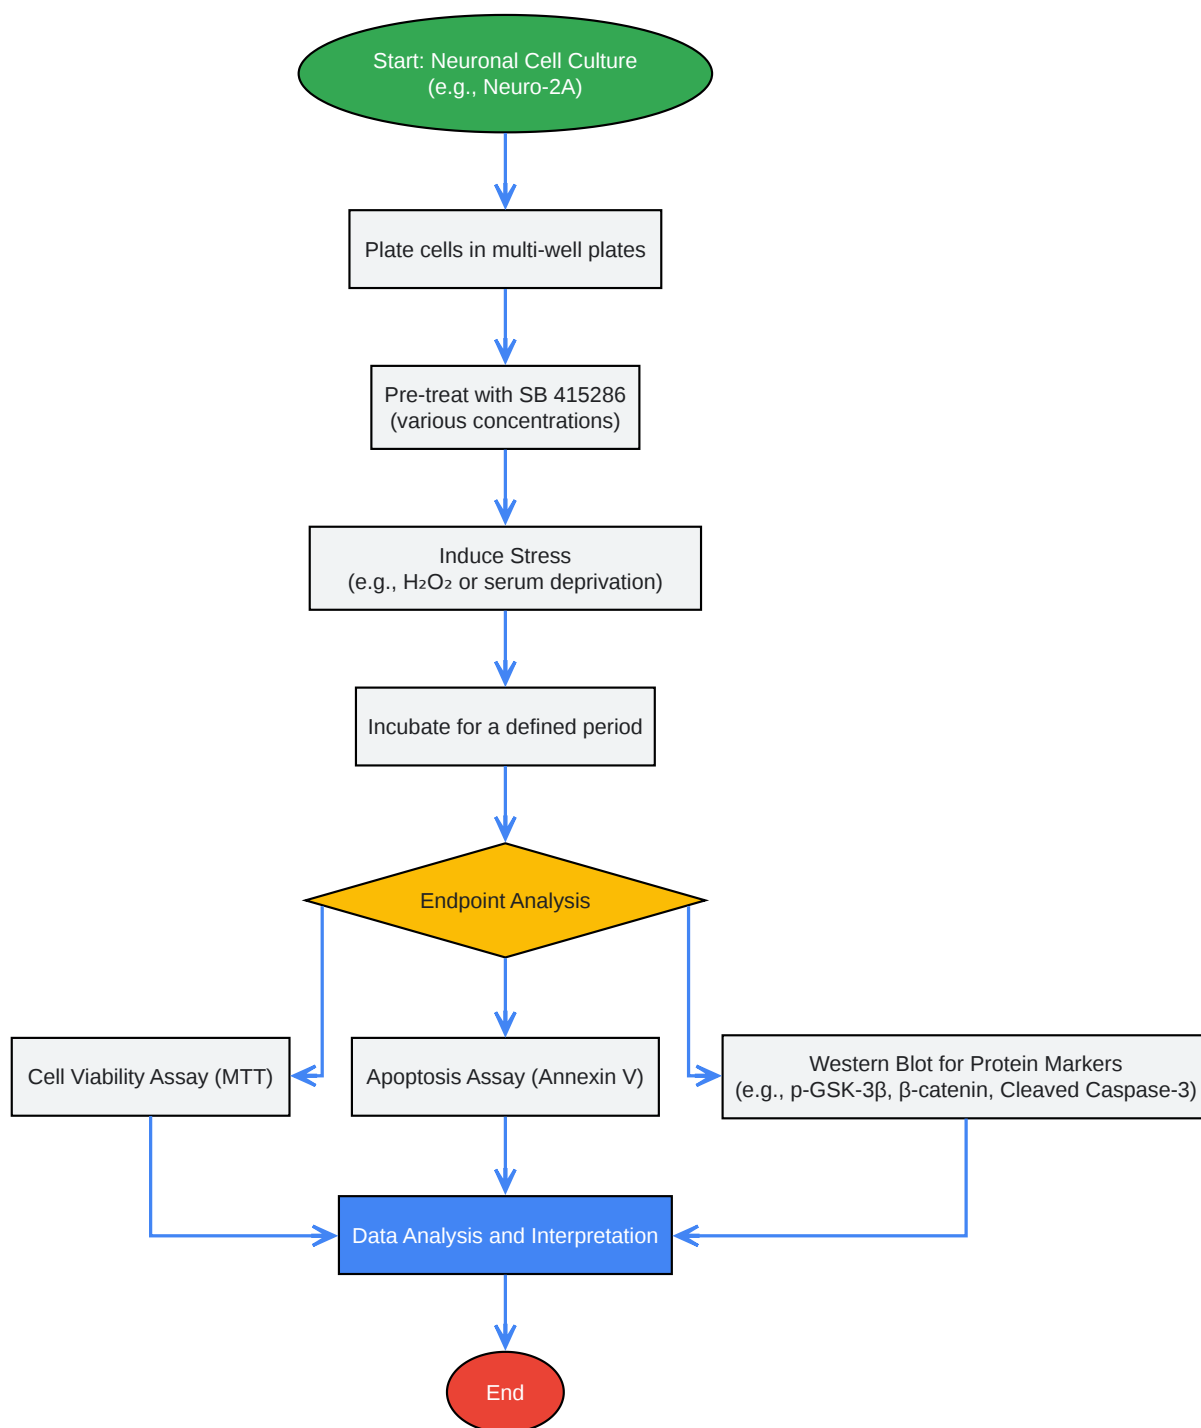 Start: Neuronal Cell Culture
(e.g., Neuro-2A)
Plate cells in multi-well plates
Pre-treat with SB 415286
(various concentrations)
Induce Stress
(e.g., H₂O₂ or serum deprivation)
Incubate for a defined period
Endpoint Analysis
Cell Viability Assay (MTT)
Apoptosis Assay (Annexin V)
Western Blot for Protein Markers
(e.g., p-GSK-3β, β-catenin, Cleaved Caspase-3)
Data Analysis and Interpretation
End